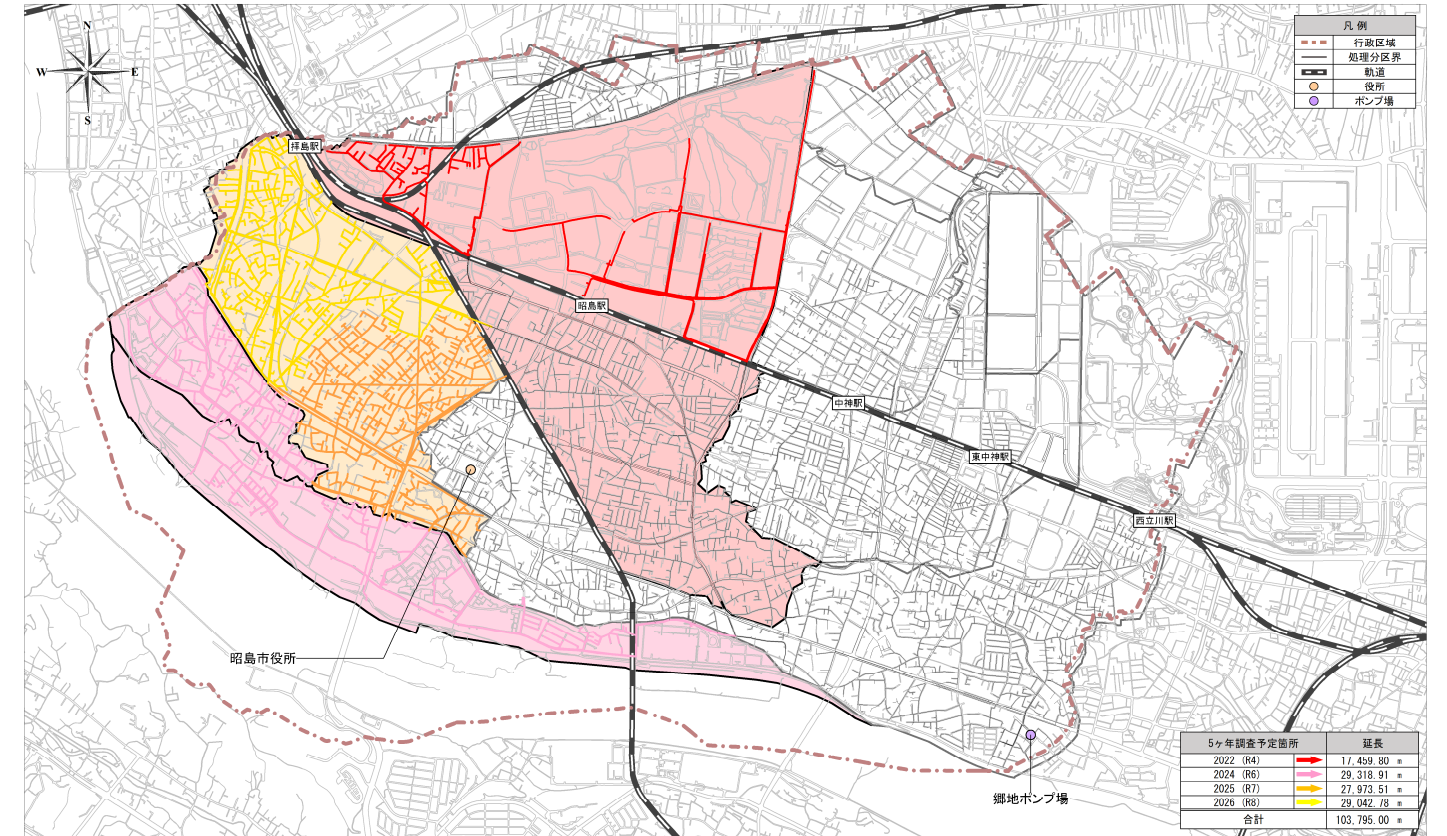 N
W
E
S
凡 例
行政区域
処理分区界
軌道
役所
ポンプ場
拝島駅
昭島駅
中神駅
東中神駅
西立川駅
昭島市役所
郷地ポンプ場
5ヶ年調査予定箇所 延長
2022 (R4) 17,459.80 m
2024 (R6) 29,318.91 m
2025 (R7) 27,973.51 m
2026 (R8) 29,042.78 m
合計 103,795.00 m